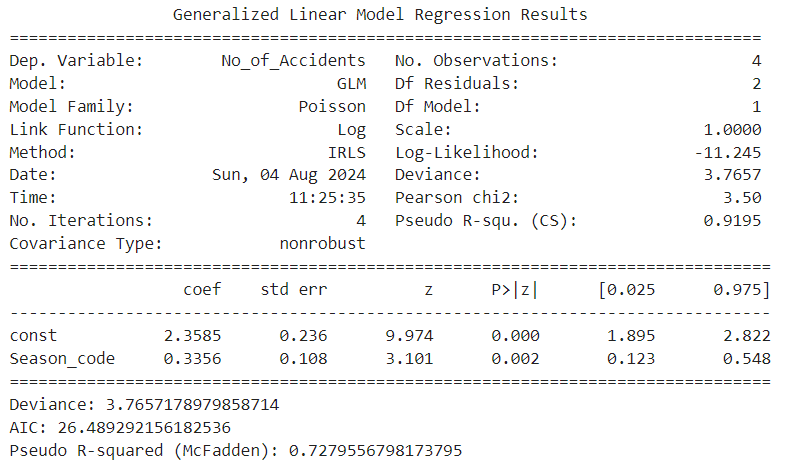 Generalized Linear Model Regression Results
==============================================================================
Dep. Variable: No_of_Accidents No. Observations: 4
Model: GLM Df Residuals: 2
Model Family: Poisson Df Model: 1
Link Function: Log Scale: 1.0000
Method: IRLS Log-Likelihood: -11.245
Date: Sun, 04 Aug 2024 Deviance: 3.7657
Time: 11:25:35 Pearson chi2: 3.50
No. Iterations: 4 Pseudo R-squ. (CS): 0.9195
Covariance Type: nonrobust
===============================================================================
coef std err z P>|z| [0.025 0.975]
-------------------------------------------------------------------------------
const 2.3585 0.236 9.974 0.000 1.895 2.822
Season_code 0.3356 0.108 3.101 0.002 0.123 0.548
===============================================================================
Deviance: 3.7657178979858714
AIC: 26.489292156182536
Pseudo R-squared (McFadden): 0.7279556798173795